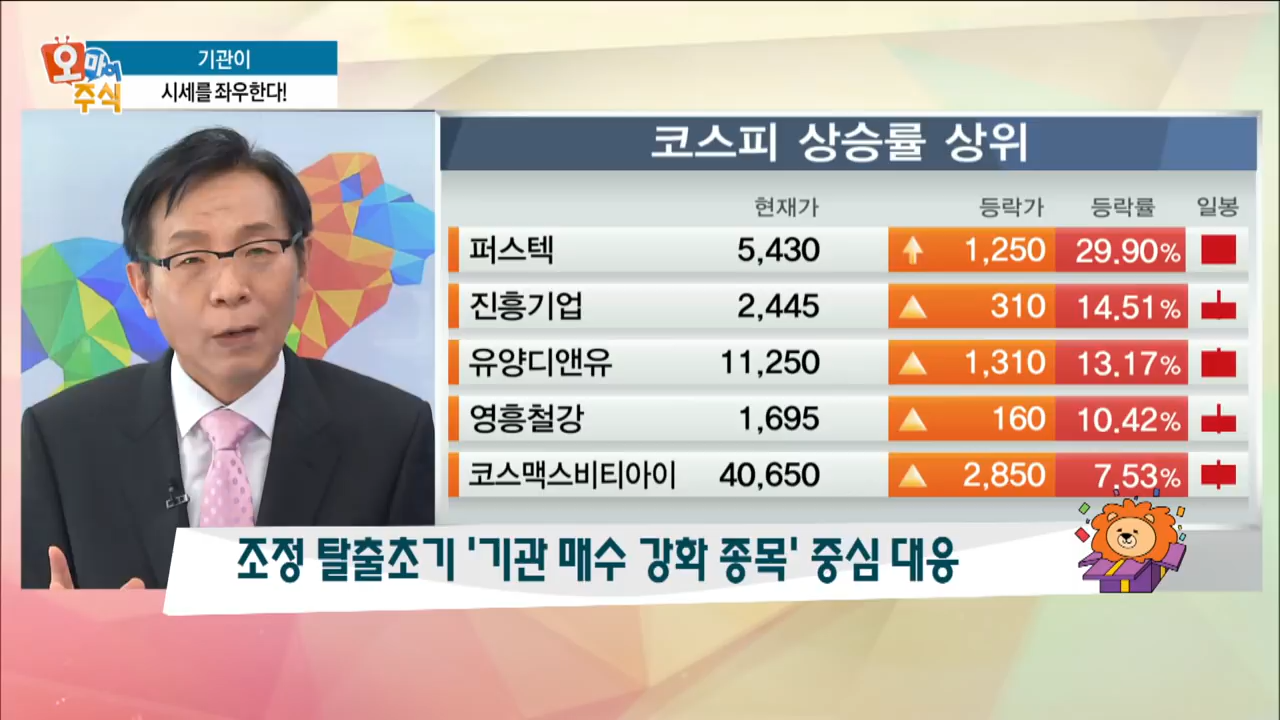 오마이
주식
기관이
시세를 좌우한다!
코스피 상승률 상위
현재가 등락가 등락률 일봉
퍼스텍 5,430 1,250 29.90%
진흥기업 2,445 310 14.51%
유양디앤유 11,250 1,310 13.17%
영흥철강 1,695 160 10.42%
코스맥스비티아이 40,650 2,850 7.53%
조정 탈출초기 '기관 매수 강화 종목' 중심 대응